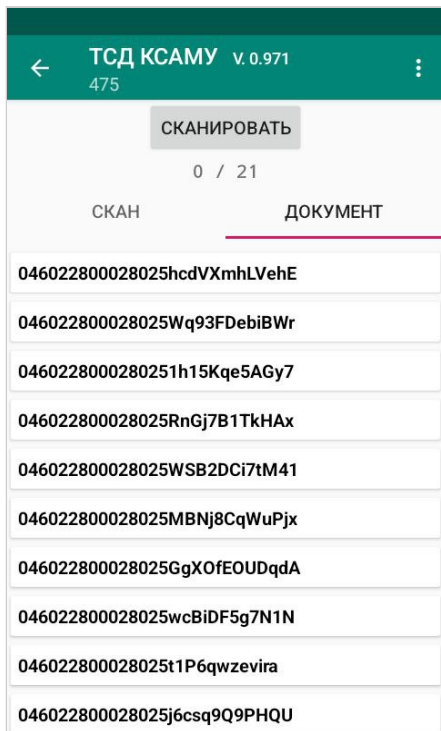 ТСД КСАМУ V. 0.971
475
СКАНИРОВАТЬ
0 / 21
СКАН ДОКУМЕНТ
046022800028025hcdVXmhLVehE
046022800028025Wq93FDebiBWr
0460228000280251h15Kqe5AGy7
046022800028025RnGj7B1TkHAx
046022800028025WSB2DCi7tM41
046022800028025MBNj8CqWuPjx
046022800028025GgXOfEOUDqdA
046022800028025wcBiDF5g7N1N
046022800028025t1P6qwzevira
046022800028025j6csq9Q9PHQU